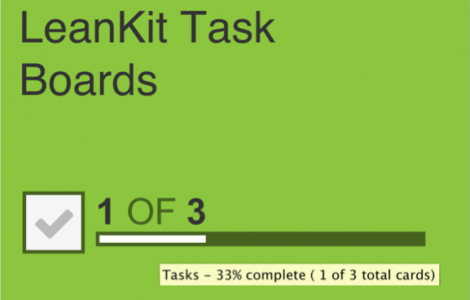 LeanKit Task
Boards
1 OF 3
Tasks – 33% complete ( 1 of 3 total cards)